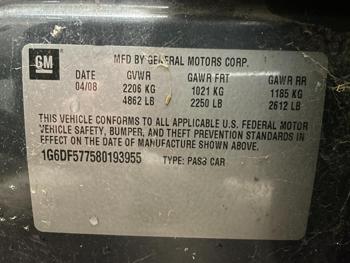 GM
MFD BY GENERAL MOTORS CORP.
DATE GVWR GAWR FRT GAWR RR
04/08 2206 KG 1021 KG 1185 KG
4862 LB 2250 LB 2612 LB
THIS VEHICLE CONFORMS TO ALL APPLICABLE U.S. FEDERAL MOTOR
VEHICLE SAFETY, BUMPER, AND THEFT PREVENTION STANDARDS IN
EFFECT ON THE DATE OF MANUFACTURE SHOWN ABOVE.
1G6DF577580193955 TYPE: PASS CAR